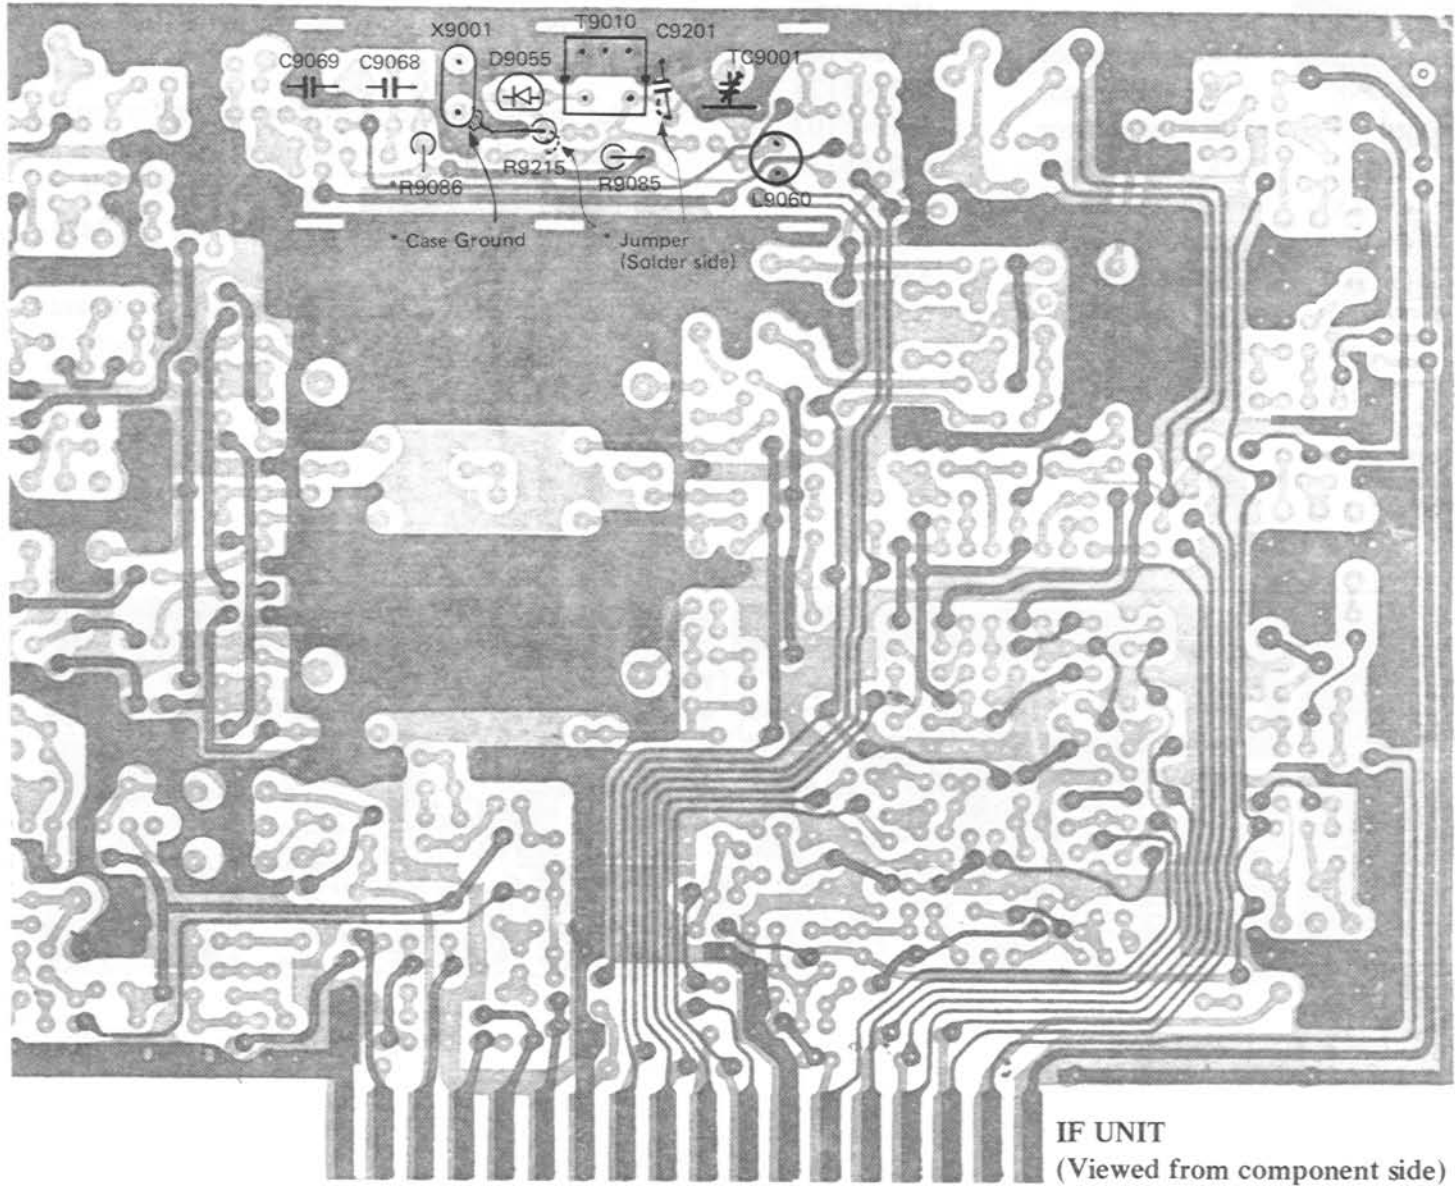 X9001
T9010
C9201
C9069
C9068
D9055
TC9001
R9086
R9215
R9085
L9060
* Case Ground
* Jumper
(Solder side)
IF UNIT
(Viewed from component side)